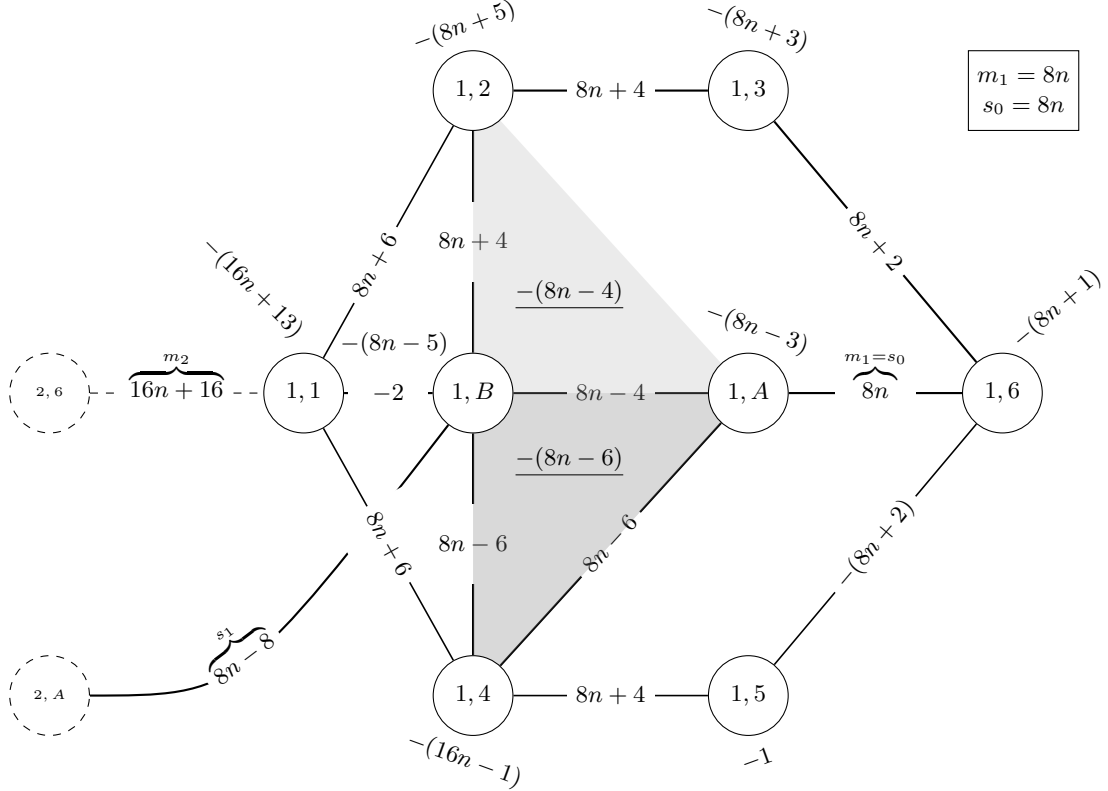 −(8n + 5)
−(8n + 3)
1, 2
8n + 4
1, 3
m₁ = 8n
s₀ = 8n
8n + 6
8n + 4
8n + 2
−(16n + 13)
−(8n − 4)
−(8n − 5)
−(8n − 3)
−(8n + 1)
2, 6
m₂
16n + 16
1, 1
−2
1, B
8n − 4
1, A
m₁=s₀
8n
1, 6
−(8n − 6)
8n + 6
8n − 6
8n − 6
−(8n + 2)
s₁
8n − 8
2, A
1, 4
8n + 4
1, 5
−(16n − 1)
−1